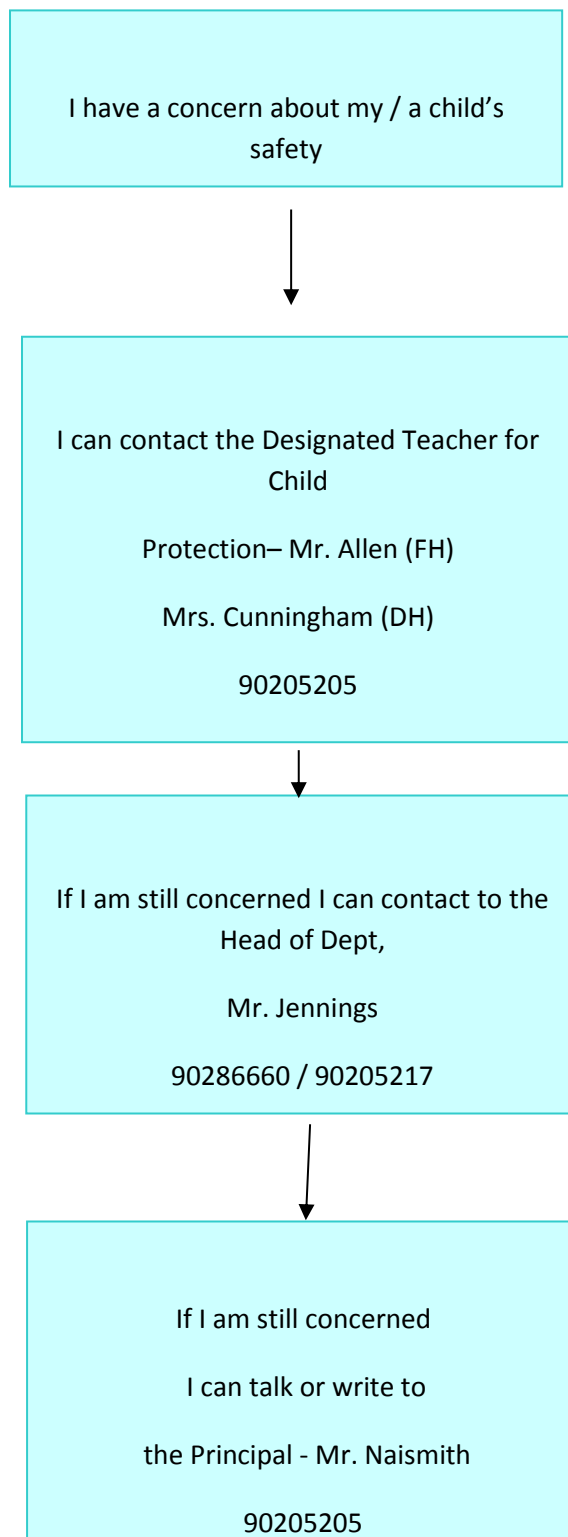 I have a concern about my / a child’s
safety
I can contact the Designated Teacher for
Child
Protection– Mr. Allen (FH)
Mrs. Cunningham (DH)
90205205
If I am still concerned I can contact to the
Head of Dept,
Mr. Jennings
90286660 / 90205217
If I am still concerned
I can talk or write to
the Principal - Mr. Naismith
90205205